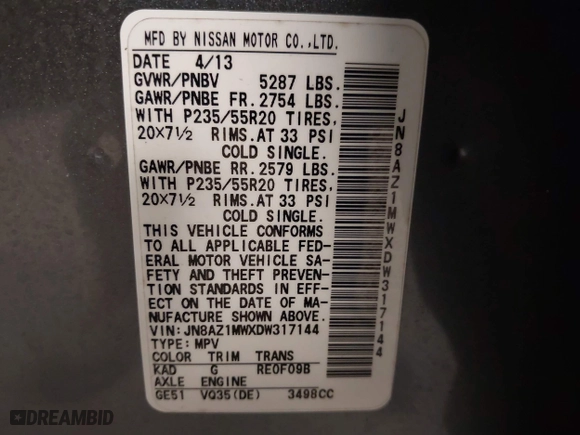 MFD BY NISSAN MOTOR CO.,LTD.
DATE 4/13
GVWR/PNBV 5287 LBS.
GAWR/PNBE FR. 2754 LBS.
WITH P235/55R20 TIRES,
20×7½ RIMS. AT 33 PSI
COLD SINGLE.
GAWR/PNBE RR. 2579 LBS.
WITH P235/55R20 TIRES,
20×7½ RIMS. AT 33 PSI
COLD SINGLE.
THIS VEHICLE CONFORMS
TO ALL APPLICABLE FED-
ERAL MOTOR VEHICLE SA-
FETY AND THEFT PREVEN-
TION STANDARDS IN EFF-
ECT ON THE DATE OF MA-
NUFACTURE SHOWN ABOVE.
VIN: JN8AZ1MWXDW317144
TYPE: MPV
COLOR TRIM TRANS
KAD G RE0F09B
AXLE ENGINE
GE51 VQ35(DE) 3498CC
JN8AZ1MWXDW317144
DREAMBID